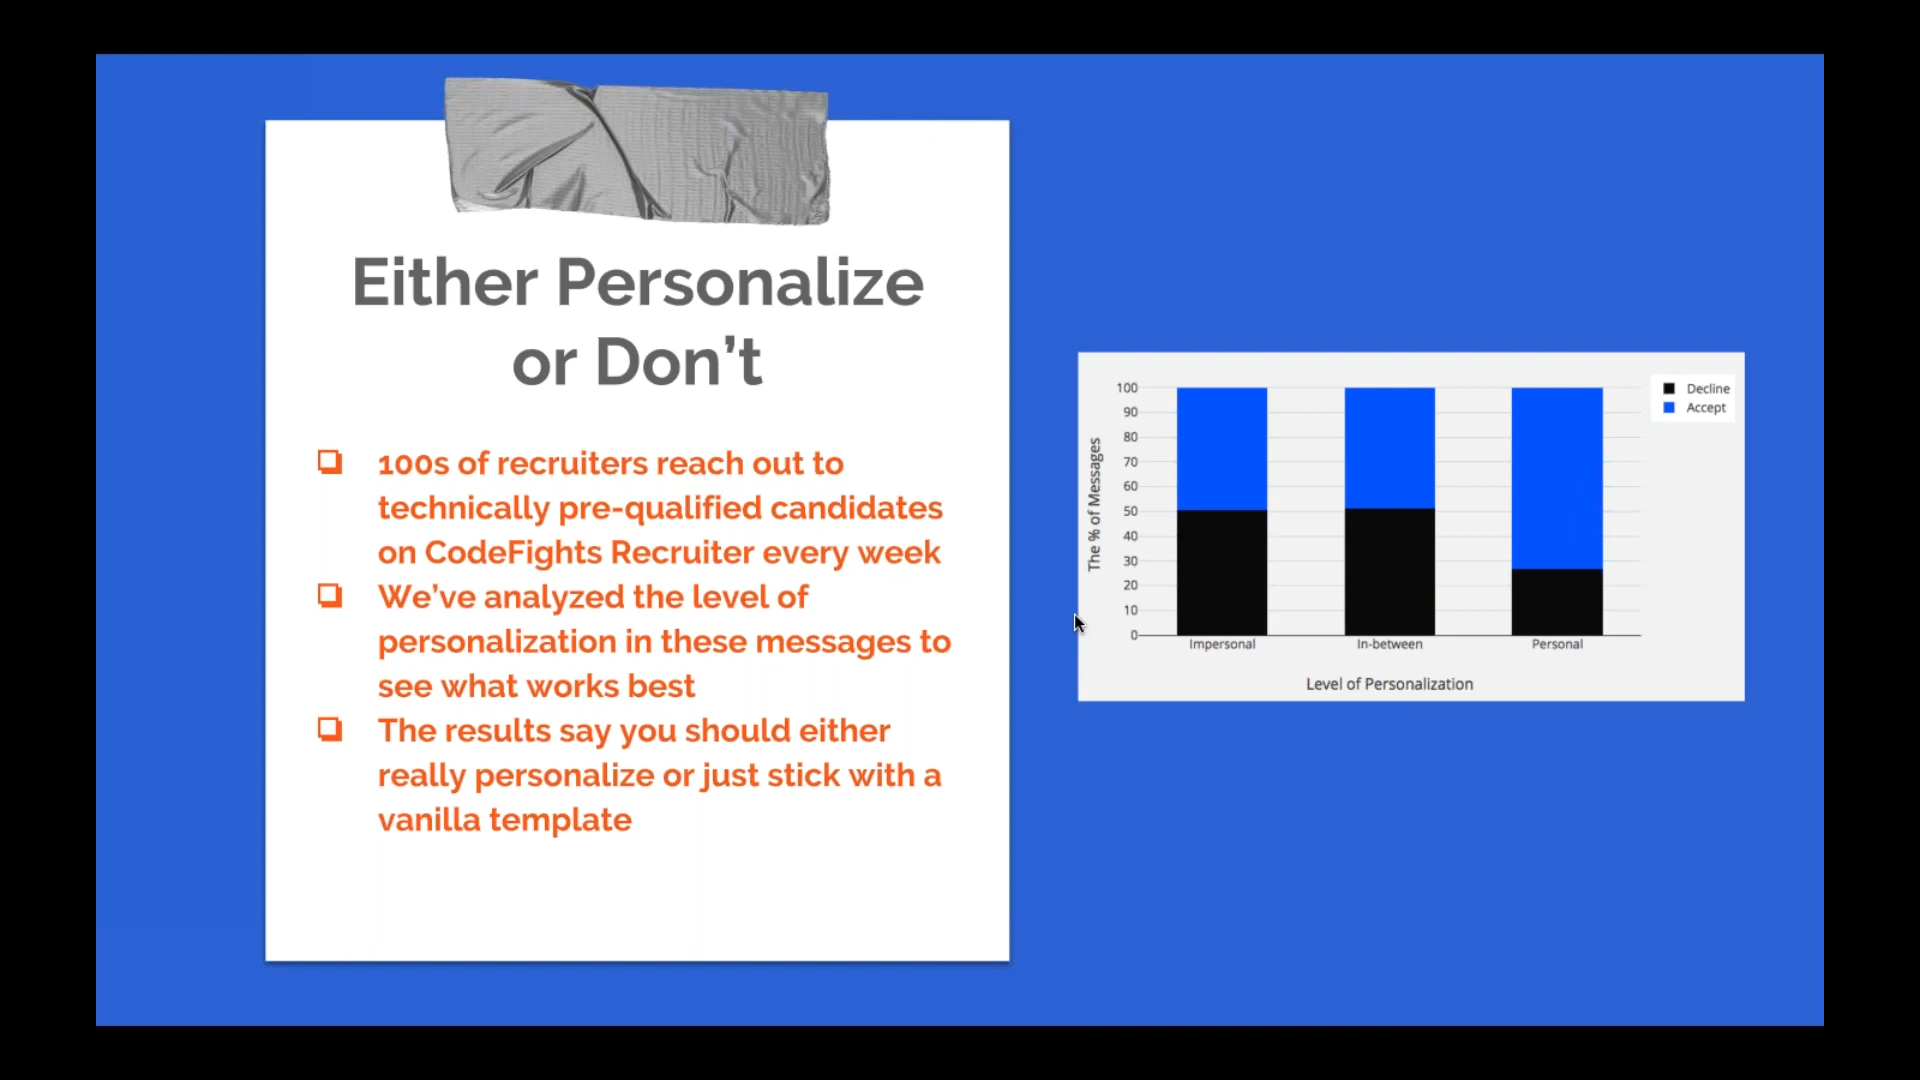 Either Personalize
or Don’t
100s of recruiters reach out to
technically pre-qualified candidates
on CodeFights Recruiter every week
We’ve analyzed the level of
personalization in these messages to
see what works best
The results say you should either
really personalize or just stick with a
vanilla template
The % of Messages
100
90
80
70
60
50
40
30
20
10
0
Impersonal In-between Personal
Level of Personalization
Decline
Accept